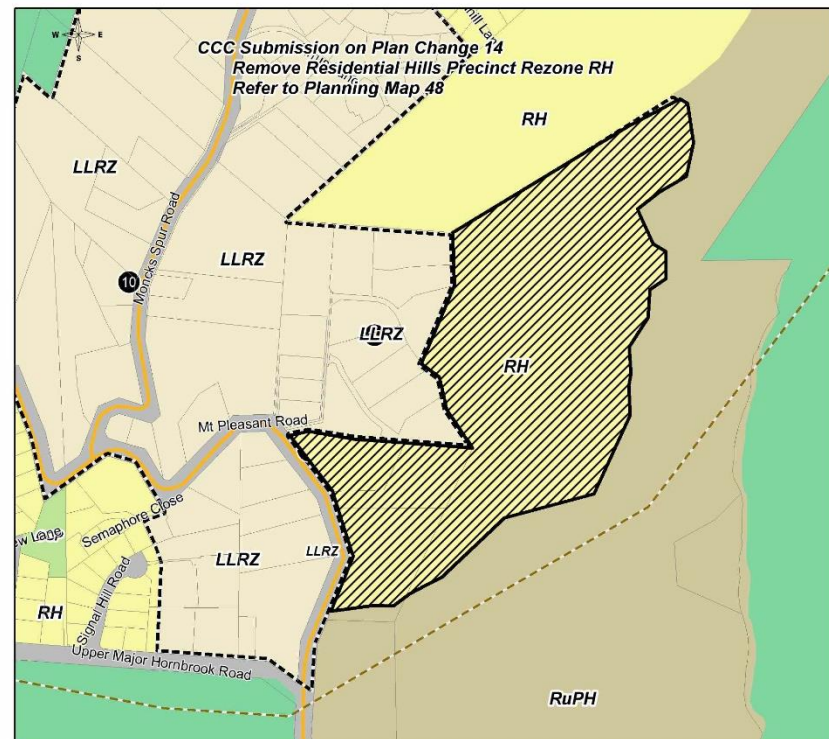 W E
S
CCC Submission on Plan Change 14
Remove Residential Hills Precinct Rezone RH
Refer to Planning Map 48
RH
LLRZ
Moncks Spur Road
LLRZ
10
LLRZ
RH
Mt Pleasant Road
Semaphore Close
ew Lane
LLRZ
LLRZ
Signal Hill Road
RH
Upper Major Hornbrook Road
RuPH